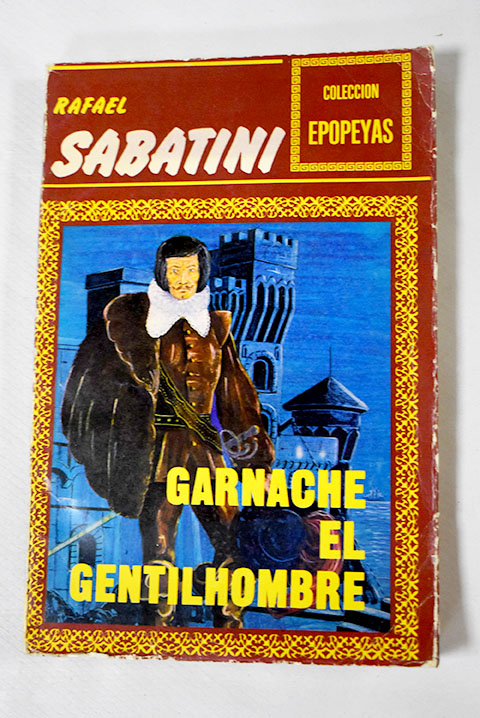 RAFAEL
SABATINI
COLECCION
EPOPEYAS
GARNACHE
EL
GENTILHOMBRE